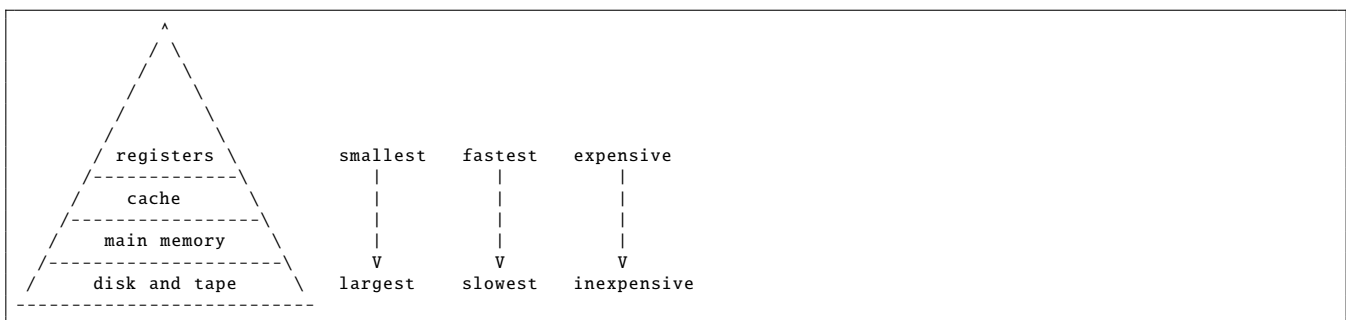 registers smallest fastest expensive
cache
main memory
disk and tape largest slowest inexpensive